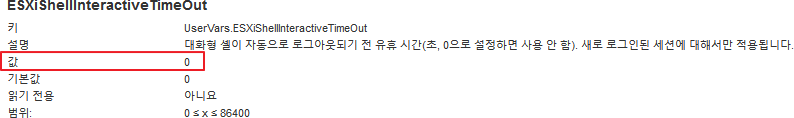 ESXiShellInteractiveTimeOut
키 UserVars.ESXiShellInteractiveTimeOut
설명 대화형 셸이 자동으로 로그아웃되기 전 유휴 시간(초, 0으로 설정하면 사용 안 함). 새로 로그인된 세션에 대해서만 적용됩니다.
값 0
기본값 0
읽기 전용 아니요
범위: 0 ≤ x ≤ 86400